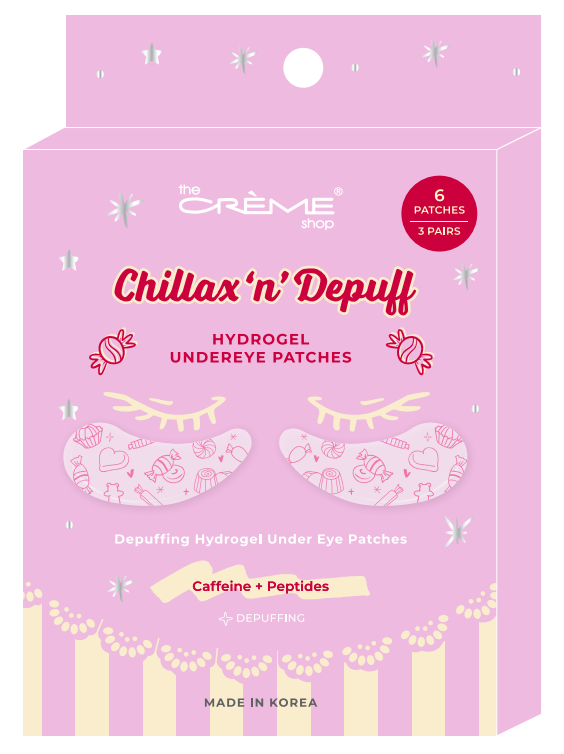 the
CRÈME®
shop
6
PATCHES
3 PAIRS
Chillax 'n' Depuff
HYDROGEL
UNDEREYE PATCHES
Depuffing Hydrogel Under Eye Patches
Caffeine + Peptides
DEPUFFING
MADE IN KOREA